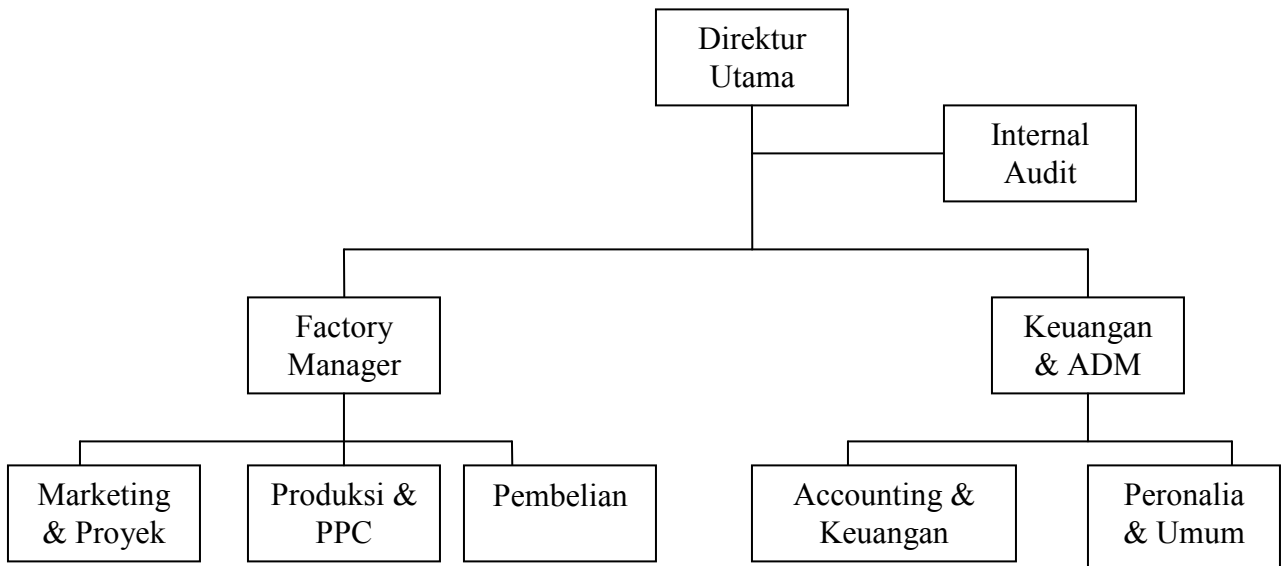 Direktur
Utama
Internal
Audit
Factory
Manager
Keuangan
& ADM
Marketing
& Proyek
Produksi &
PPC
Pembelian
Accounting &
Keuangan
Peronalia
& Umum